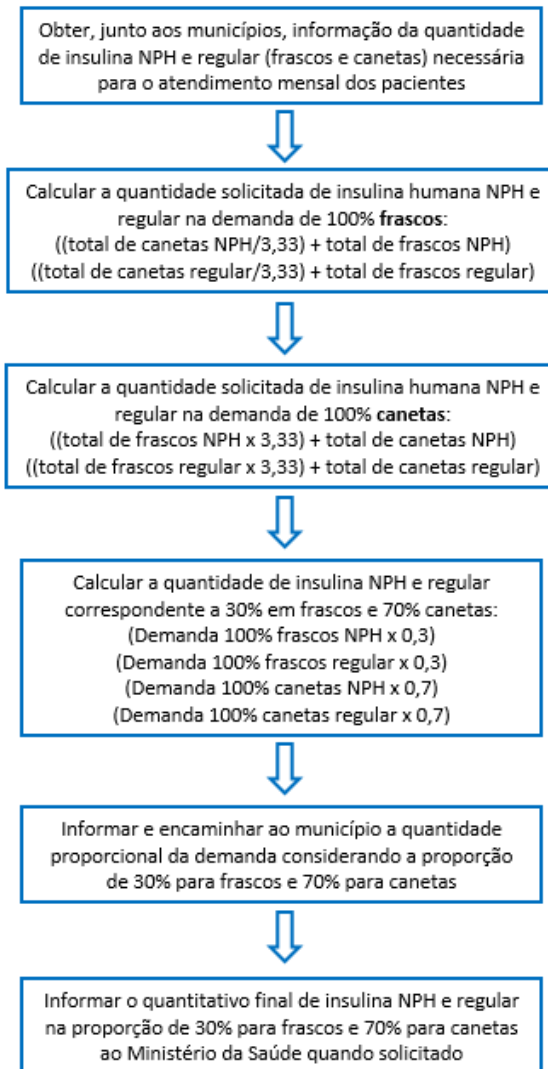 Obter, junto aos municípios, informação da quantidade
de insulina NPH e regular (frascos e canetas) necessária
para o atendimento mensal dos pacientes
Calcular a quantidade solicitada de insulina humana NPH e
regular na demanda de 100% frascos:
((total de canetas NPH/3,33) + total de frascos NPH)
((total de canetas regular/3,33) + total de frascos regular)
Calcular a quantidade solicitada de insulina humana NPH e
regular na demanda de 100% canetas:
((total de frascos NPH x 3,33) + total de canetas NPH)
((total de frascos regular x 3,33) + total de canetas regular)
Calcular a quantidade de insulina NPH e regular
correspondente a 30% em frascos e 70% canetas:
(Demanda 100% frascos NPH x 0,3)
(Demanda 100% frascos regular x 0,3)
(Demanda 100% canetas NPH x 0,7)
(Demanda 100% canetas regular x 0,7)
Informar e encaminhar ao município a quantidade
proporcional da demanda considerando a proporção
de 30% para frascos e 70% para canetas
Informar o quantitativo final de insulina NPH e regular
na proporção de 30% para frascos e 70% para canetas
ao Ministério da Saúde quando solicitado